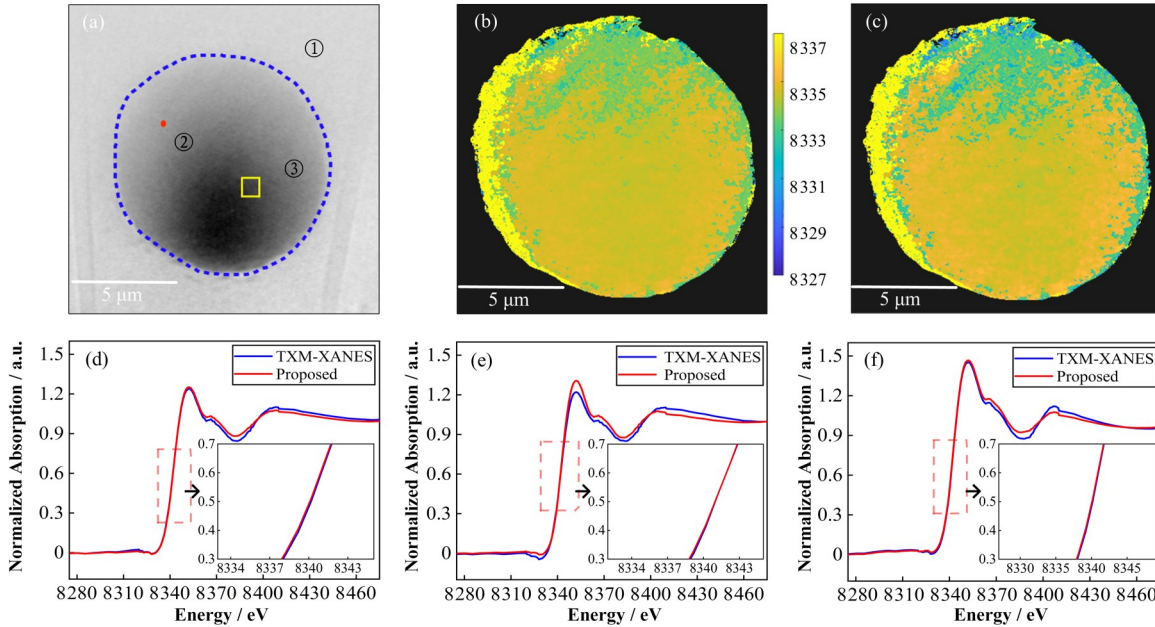 (a)
①
②
③
5 μm
(b)
5 μm
8337
8335
8333
8331
8329
8327
(c)
5 μm
(d)
TXM-XANES
Proposed
Normalized Absorption / a.u.
1.5
1.2
0.9
0.6
0.3
0
0.7
0.6
0.5
0.4
0.3
8334 8337 8340 8343
8280 8310 8340 8370 8400 8430 8460
Energy / eV
(e)
TXM-XANES
Proposed
Normalized Absorption / a.u.
1.5
1.2
0.9
0.6
0.3
0
0.7
0.6
0.5
0.4
0.3
8334 8337 8340 8343
8280 8310 8340 8370 8400 8430 8460
Energy / eV
(f)
TXM-XANES
Proposed
Normalized Absorption / a.u.
1.5
1.2
0.9
0.6
0.3
0
0.7
0.6
0.5
0.4
0.3
8330 8335 8340 8345
8280 8310 8340 8370 8400 8430 8460
Energy / eV